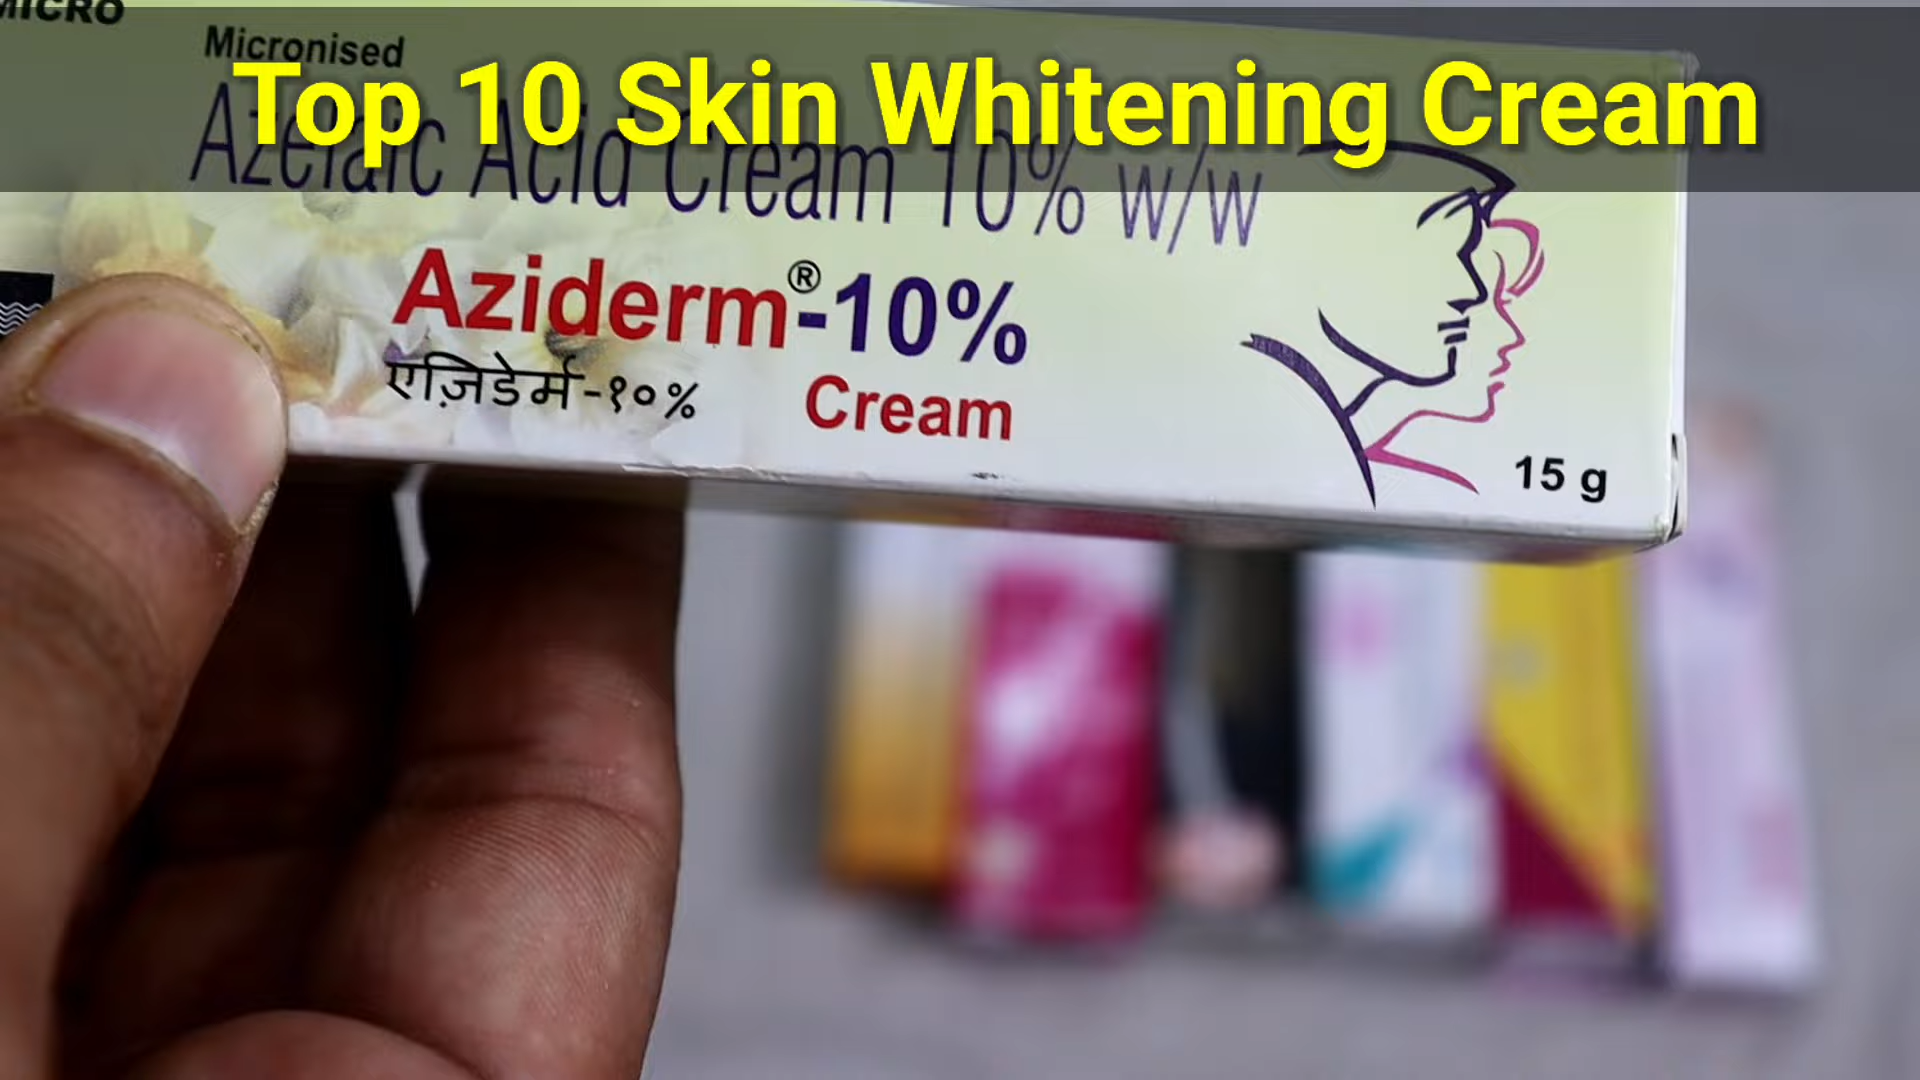 MICRO
Micronised
Top 10 Skin Whitening Cream
Azelaic Acid Cream 10% w/w
Aziderm®-10%
एज़िडेर्म-१०%
Cream
15 g